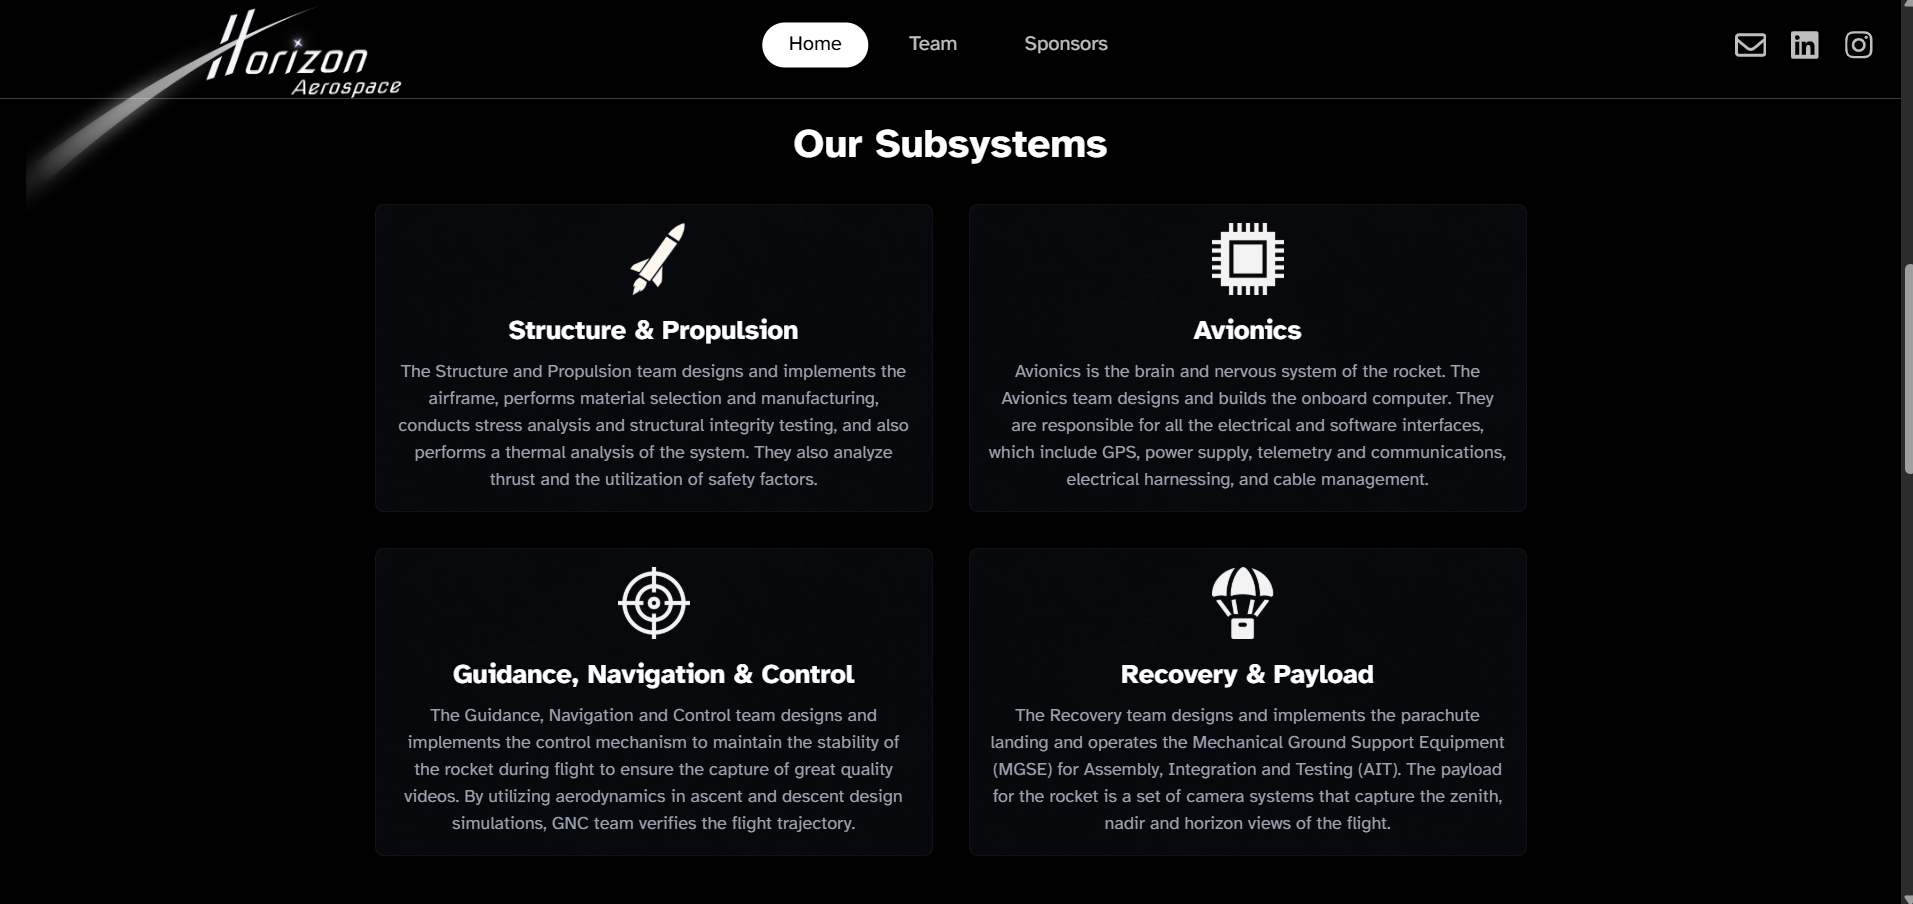 Horizon
Aerospace
Home
Team
Sponsors
Our Subsystems
Structure & Propulsion
The Structure and Propulsion team designs and implements the
airframe, performs material selection and manufacturing,
conducts stress analysis and structural integrity testing, and also
performs a thermal analysis of the system. They also analyze
thrust and the utilization of safety factors.
Avionics
Avionics is the brain and nervous system of the rocket. The
Avionics team designs and builds the onboard computer. They
are responsible for all the electrical and software interfaces,
which include GPS, power supply, telemetry and communications,
electrical harnessing, and cable management.
Guidance, Navigation & Control
The Guidance, Navigation and Control team designs and
implements the control mechanism to maintain the stability of
the rocket during flight to ensure the capture of great quality
videos. By utilizing aerodynamics in ascent and descent design
simulations, GNC team verifies the flight trajectory.
Recovery & Payload
The Recovery team designs and implements the parachute
landing and operates the Mechanical Ground Support Equipment
(MGSE) for Assembly, Integration and Testing (AIT). The payload
for the rocket is a set of camera systems that capture the zenith,
nadir and horizon views of the flight.